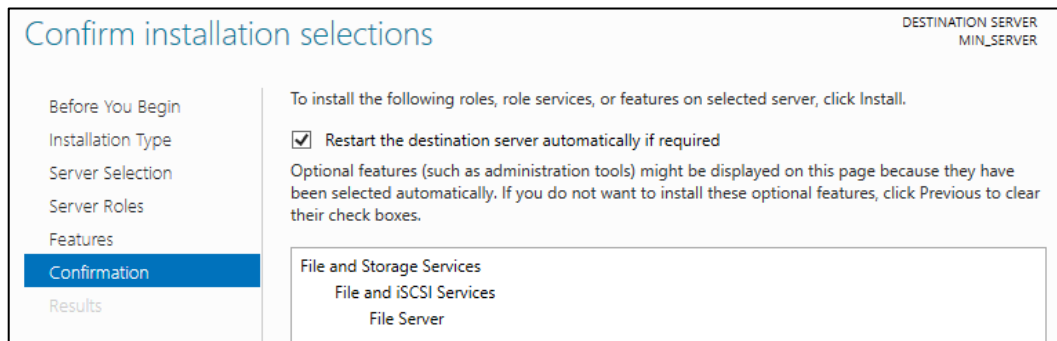 Confirm installation selections
DESTINATION SERVER
MIN_SERVER
Before You Begin
Installation Type
Server Selection
Server Roles
Features
Confirmation
Results
To install the following roles, role services, or features on selected server, click Install.
Restart the destination server automatically if required
Optional features (such as administration tools) might be displayed on this page because they have
been selected automatically. If you do not want to install these optional features, click Previous to clear
their check boxes.
File and Storage Services
File and iSCSI Services
File Server